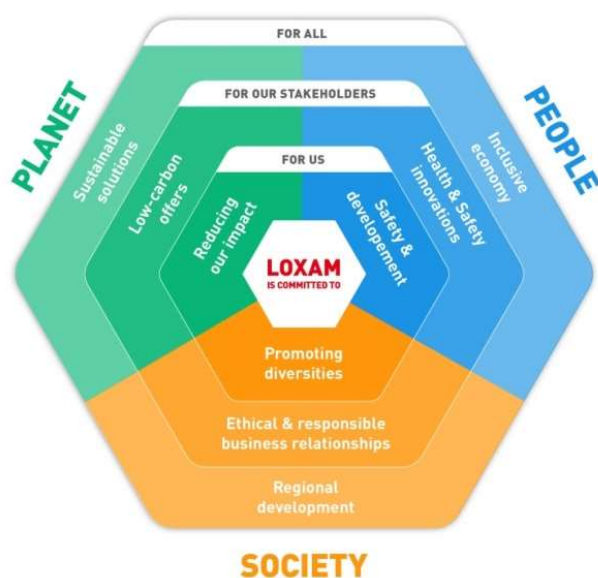 FOR ALL
FOR OUR STAKEHOLDERS
FOR US
PLANET
Sustainable
solutions
Low-carbon
offers
Reducing
our impact
PEOPLE
Inclusive
economy
Health & Safety
innovations
Safety &
developement
LOXAM
IS COMMITTED TO
Promoting
diversities
Ethical & responsible
business relationships
Regional
development
SOCIETY